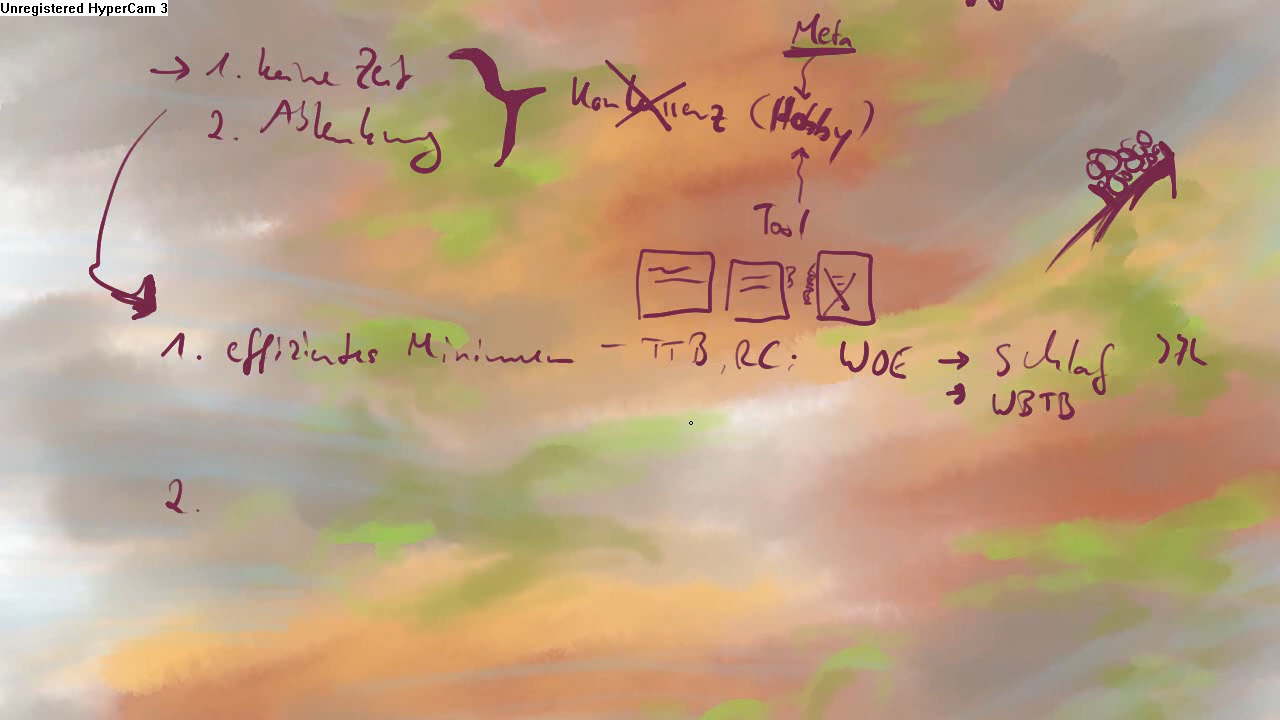 Unregistered HyperCam 3
Meta
→ 1. keine Zeit
2. Ablenkung
Konkurrenz (Hobby)
Tool
1. effizientes Minimum – TTB, RC; WOE → Schlaf
→ WBTB
2.